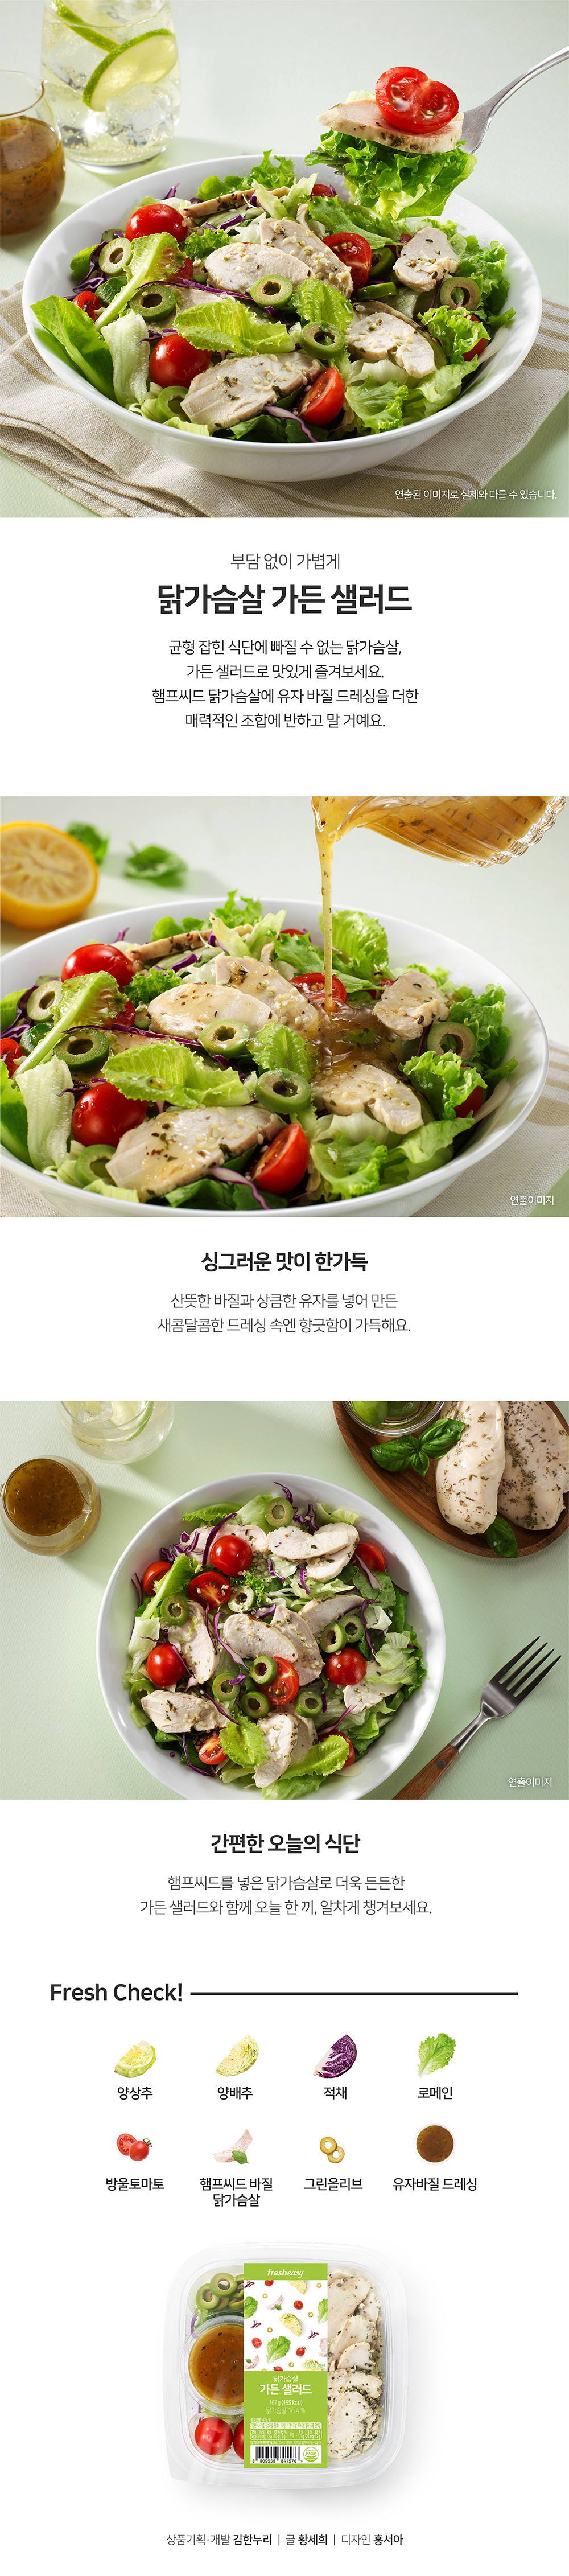 연출된 이미지로 실제와 다를 수 있습니다.
부담 없이 가볍게
닭가슴살 가든 샐러드
균형 잡힌 식단에 빠질 수 없는 닭가슴살,
가든 샐러드로 맛있게 즐겨보세요.
햄프씨드 닭가슴살에 유자 바질 드레싱을 더한
매력적인 조합에 반하고 말 거예요.
연출이미지
싱그러운 맛이 한가득
산뜻한 바질과 상큼한 유자를 넣어 만든
새콤달콤한 드레싱 속엔 향긋함이 가득해요.
연출이미지
간편한 오늘의 식단
햄프씨드를 넣은 닭가슴살로 더욱 든든한
가든 샐러드와 함께 오늘 한 끼, 알차게 챙겨보세요.
Fresh Check!
양상추 양배추 적채 로메인
방울토마토 햄프씨드 바질 그린올리브 유자바질 드레싱
닭가슴살
fresheasy
닭가슴살
가든 샐러드
상품기획·개발 김한누리 | 글 황세희 | 디자인 홍서아